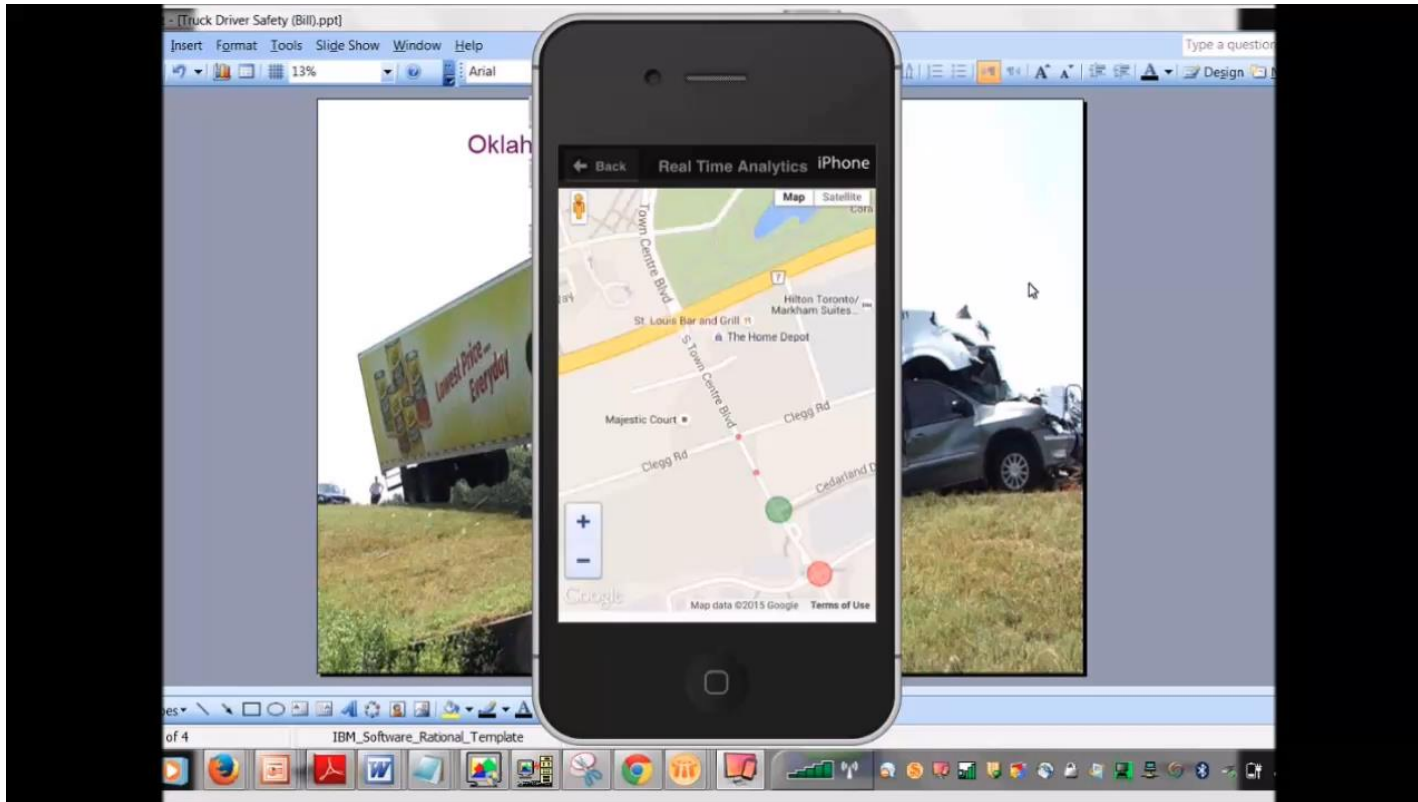 - [Truck Driver Safety (Bill).ppt]
Insert Format Tools Slide Show Window Help
Type a question
13%
Arial
Design
Oklah
Lowest Price
Everyday
Back Real Time Analytics iPhone
Map Satellite
Town Centre Blvd
7
Hilton Toronto/
Markham Suites...
St. Louis Bar and Grill
The Home Depot
S Town Centre Blvd
Majestic Court
Clegg Rd
Clegg Rd
Cedarland D
+
−
Google
Map data ©2015 Google Terms of Use
of 4
IBM_Software_Rational_Template